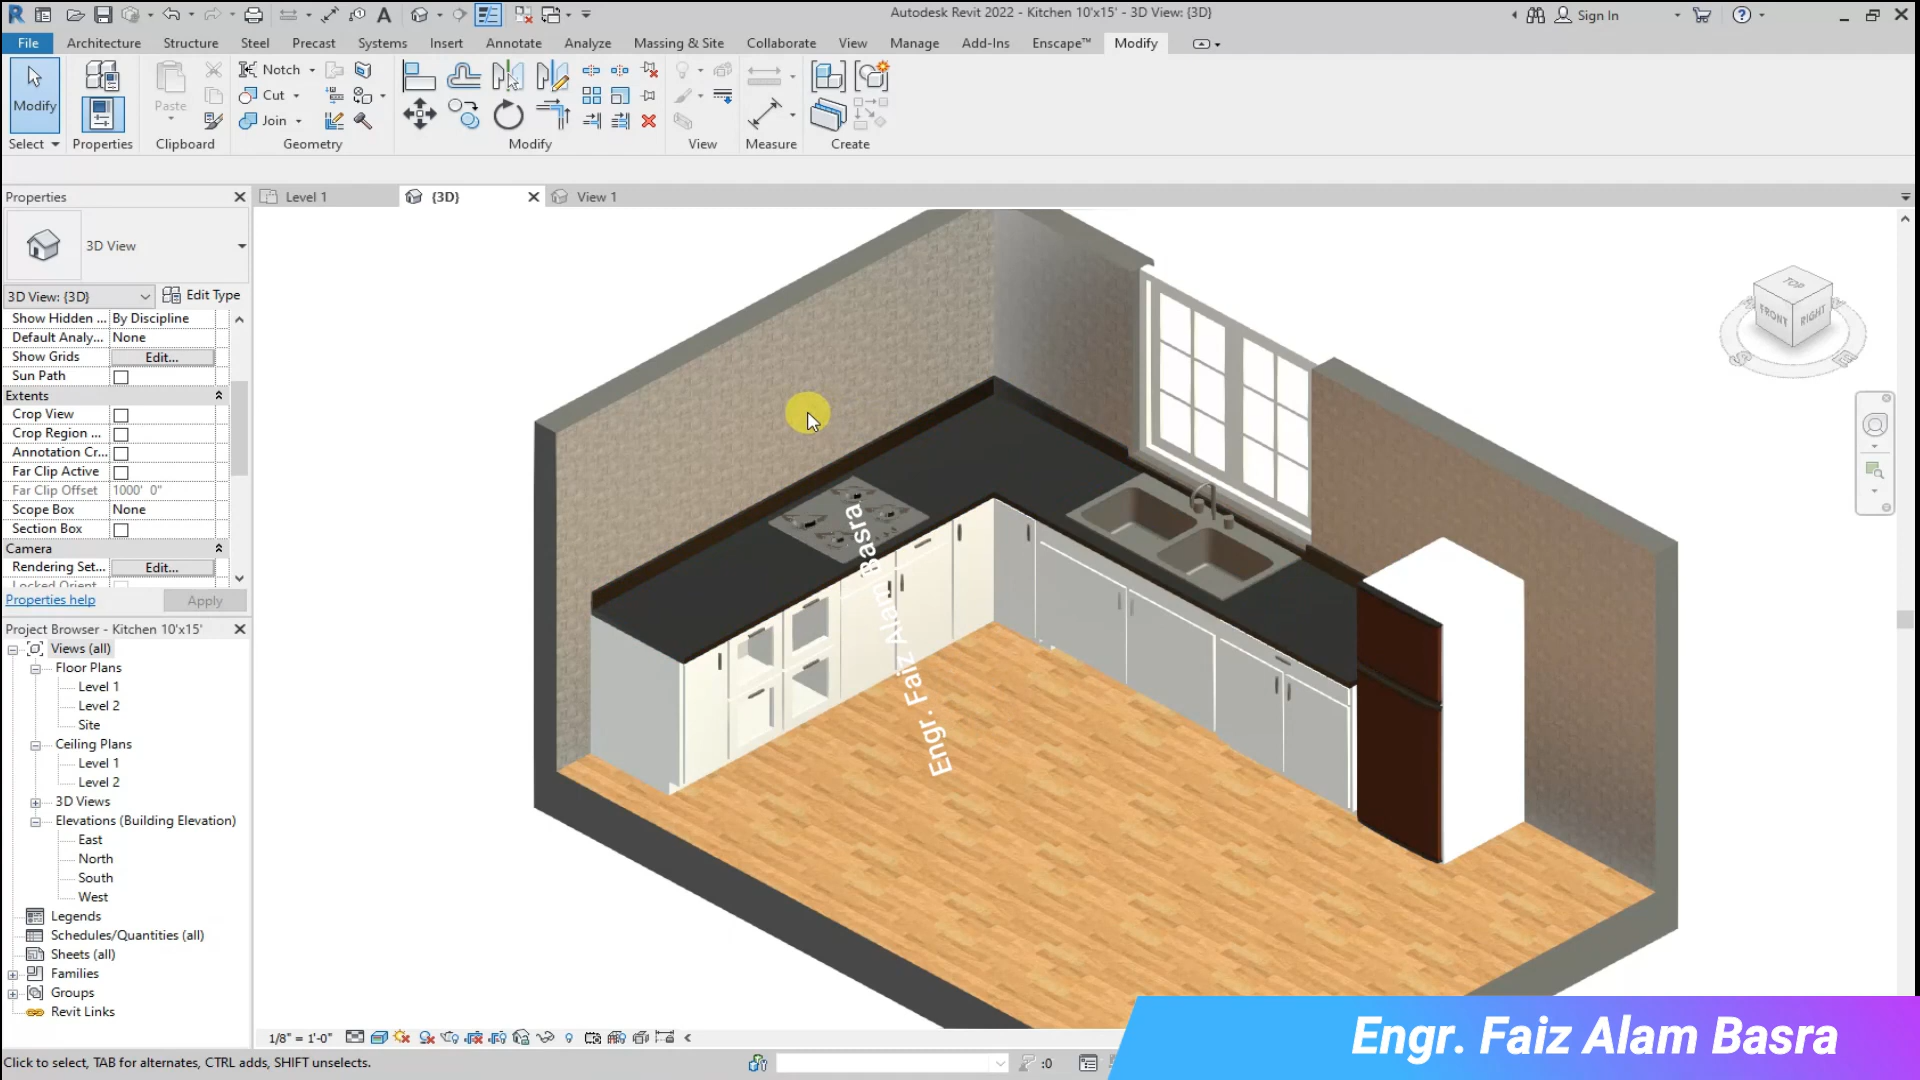 Autodesk Revit 2022 - Kitchen 10'x15' - 3D View: {3D}
Sign In
File Architecture Structure Steel Precast Systems Insert Annotate Analyze Massing & Site Collaborate View Manage Add-Ins Enscape™ Modify
Modify
Paste
Notch
Cut
Join
Select Properties Clipboard Geometry Modify View Measure Create
Properties
Level 1 {3D} View 1
3D View
3D View: {3D} Edit Type
Show Hidden ... By Discipline
Default Analy... None
Show Grids Edit...
Sun Path
Extents
Crop View
Crop Region ...
Annotation Cr...
Far Clip Active
Far Clip Offset 1000' 0"
Scope Box None
Section Box
Camera
Rendering Set... Edit...
Properties help Apply
Project Browser - Kitchen 10'x15'
Views (all)
Floor Plans
Level 1
Level 2
Site
Ceiling Plans
Level 1
Level 2
3D Views
Elevations (Building Elevation)
East
North
South
West
Legends
Schedules/Quantities (all)
Sheets (all)
Families
Groups
Revit Links
TOP
FRONT
RIGHT
S
E
Engr. Faiz Alam Basra
1/8" = 1'-0"
Click to select, TAB for alternates, CTRL adds, SHIFT unselects.
:0
Engr. Faiz Alam Basra